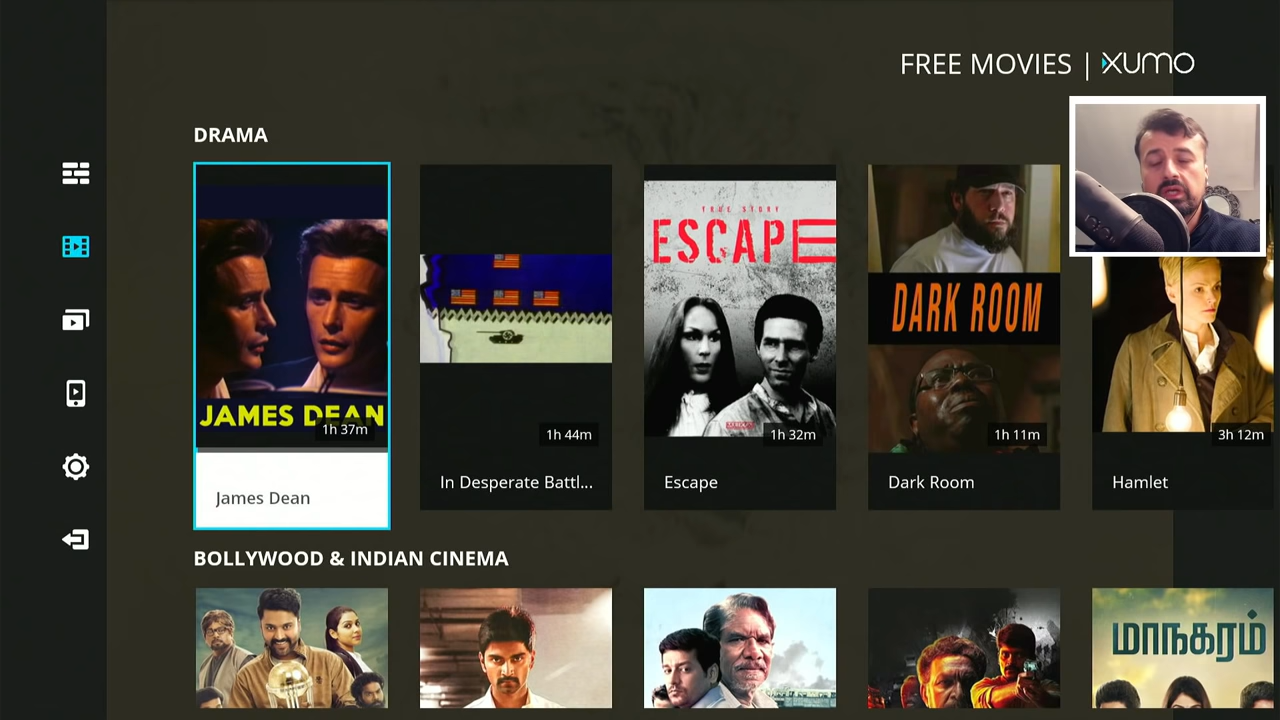 FREE MOVIES | XUMO
DRAMA
JAMES DEAN
1h 37m
James Dean
1h 44m
In Desperate Battl...
TRUE STORY
ESCAPE
1h 32m
Escape
DARK ROOM
1h 11m
Dark Room
3h 12m
Hamlet
BOLLYWOOD & INDIAN CINEMA
மாநகரம்